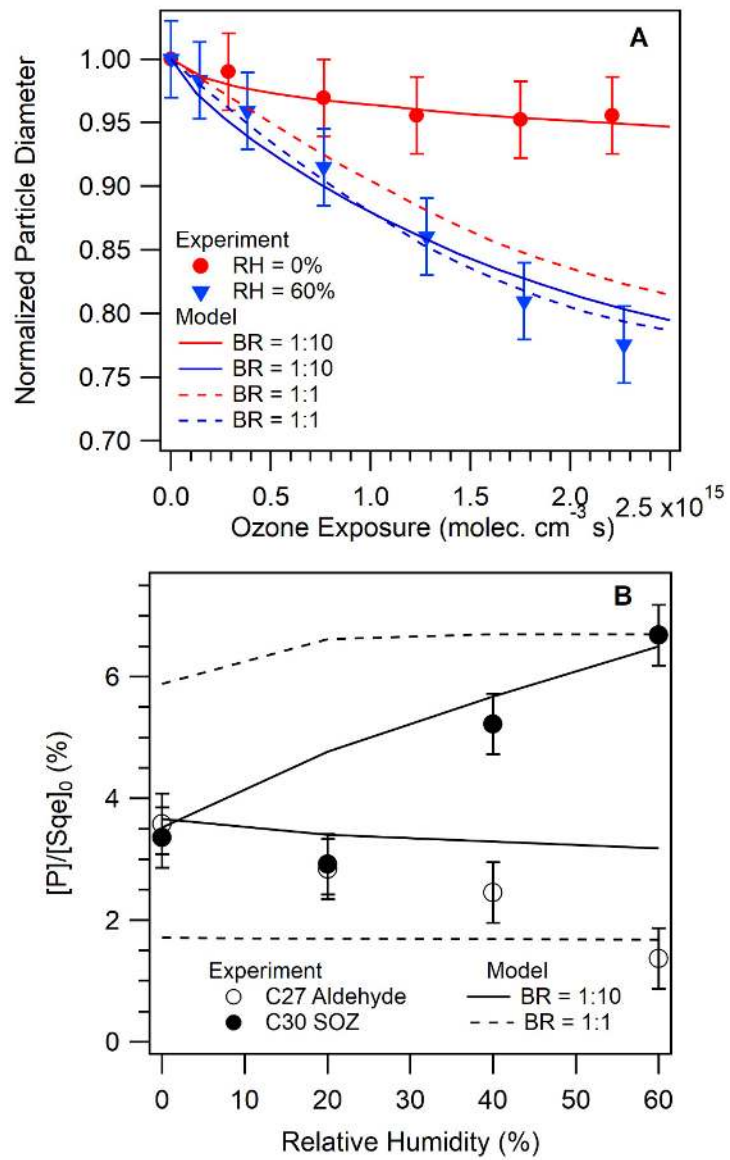 A
Normalized Particle Diameter
1.00
0.95
0.90
0.85
0.80
0.75
0.70
Experiment
RH = 0%
RH = 60%
Model
BR = 1:10
BR = 1:10
BR = 1:1
BR = 1:1
0.0 0.5 1.0 1.5 2.0 2.5 x 10^15
Ozone Exposure (molec. cm^-3 s)
B
[P]/[Sqe]0 (%)
6
4
2
0
Experiment
C27 Aldehyde
C30 SOZ
Model
BR = 1:10
BR = 1:1
0 10 20 30 40 50 60
Relative Humidity (%)